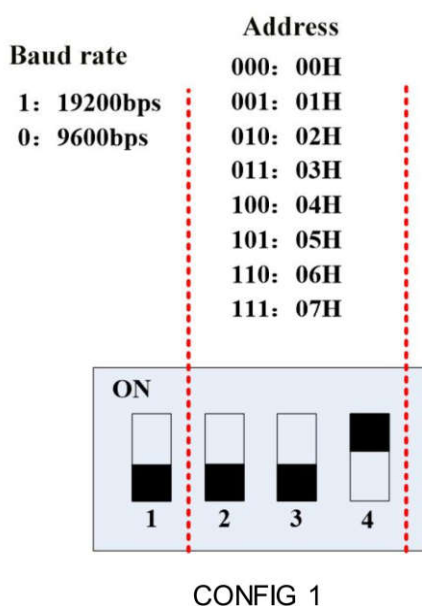 Baud rate
1: 19200bps
0: 9600bps
Address
000: 00H
001: 01H
010: 02H
011: 03H
100: 04H
101: 05H
110: 06H
111: 07H
ON
1 2 3 4
CONFIG 1